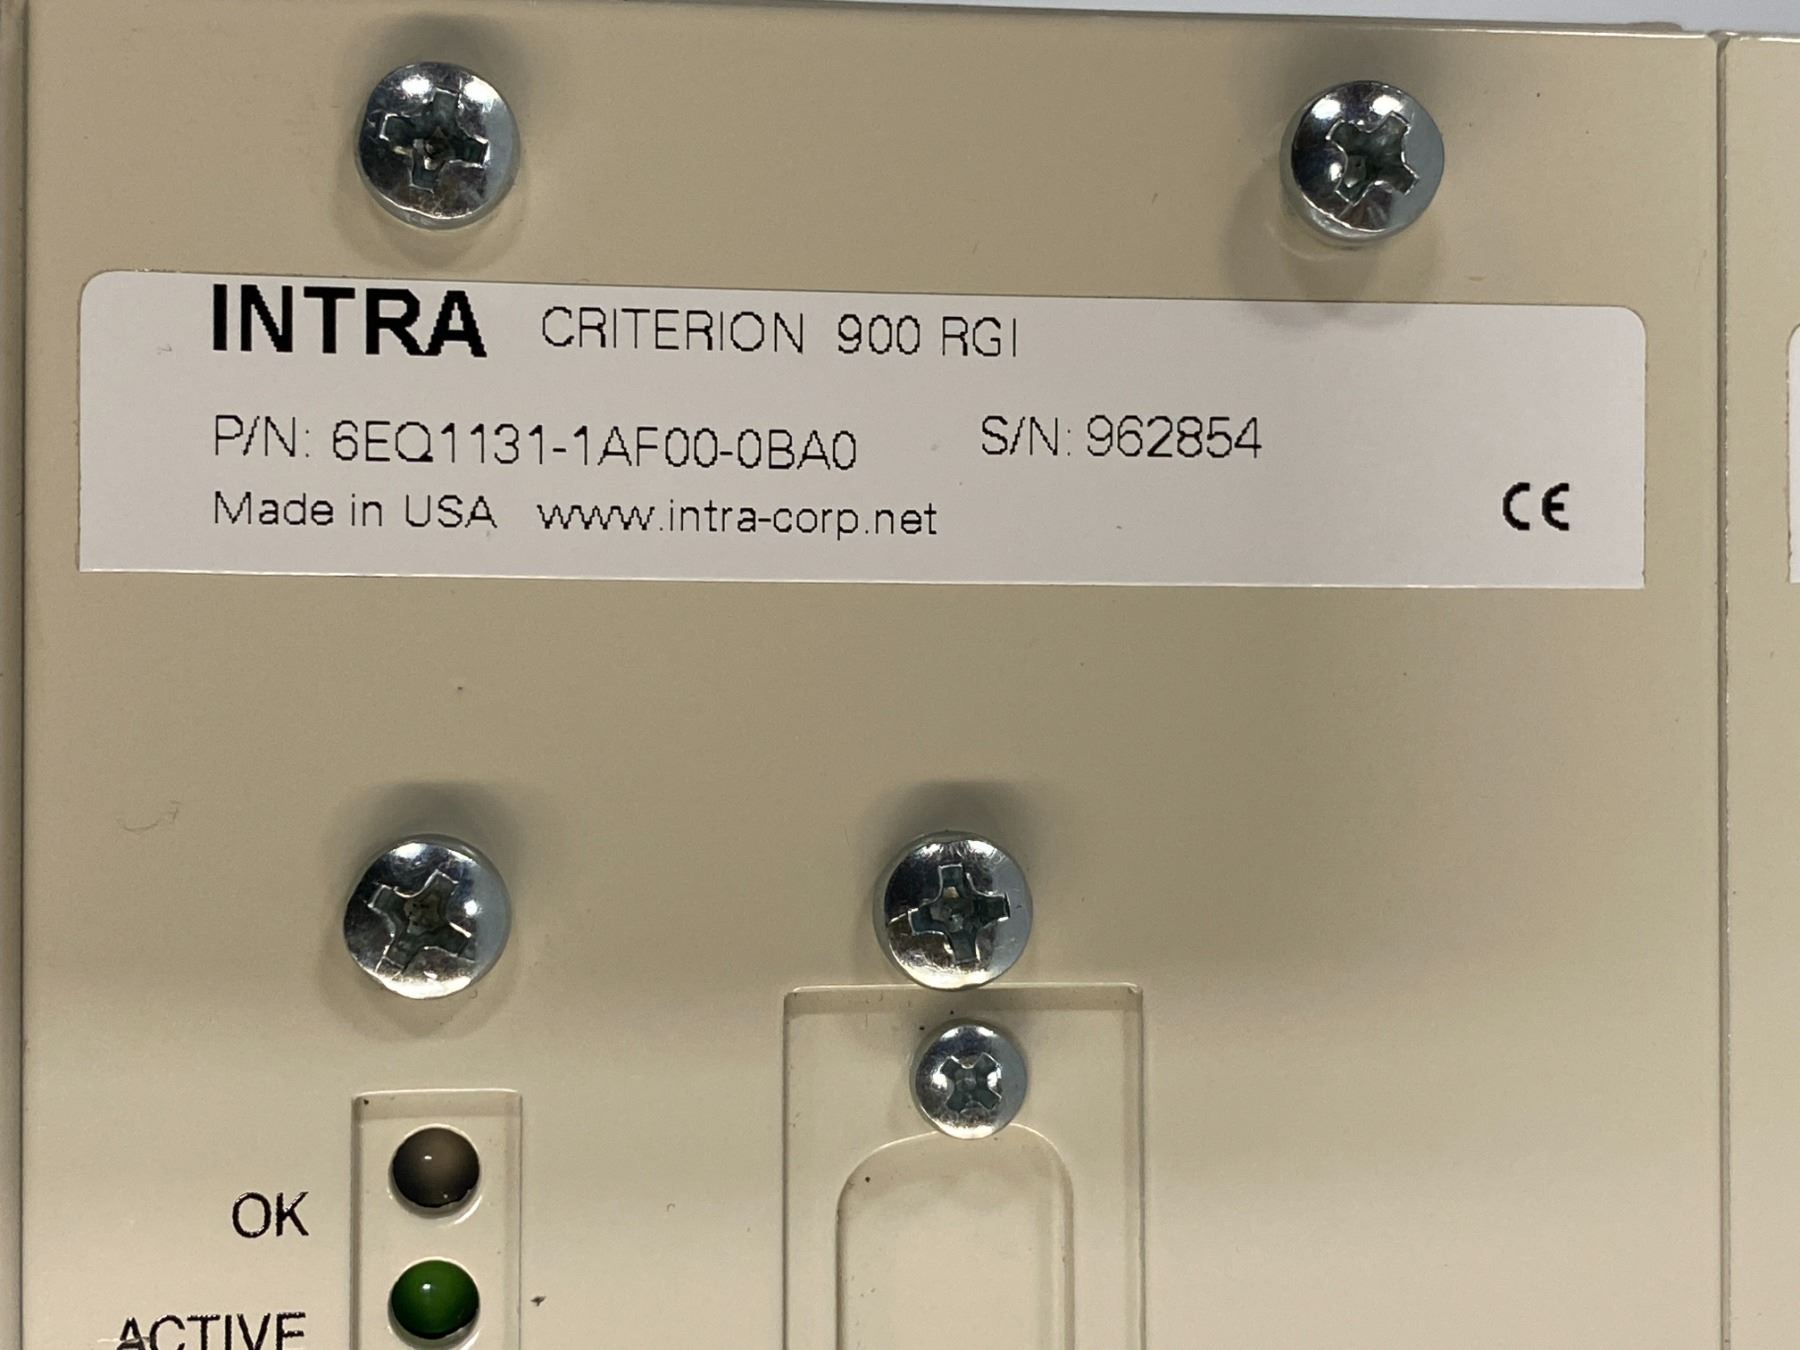 INTRA CRITERION 900 RGI
P/N: 6EQ1131-1AF00-0BA0 S/N: 962854
Made in USA www.intra-corp.net CE
OK
ACTIVE